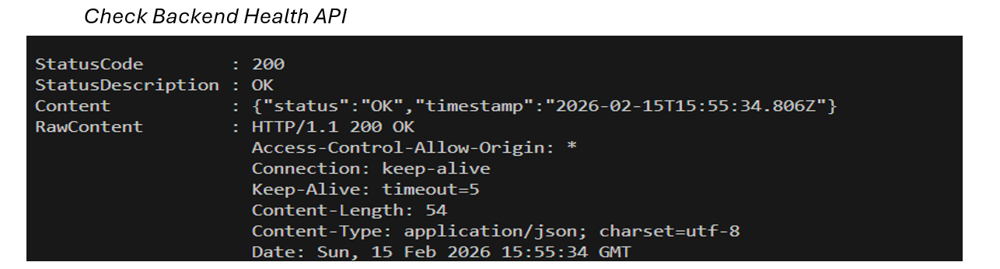 Check Backend Health API
StatusCode        : 200
StatusDescription : OK
Content           : {"status":"OK","timestamp":"2026-02-15T15:55:34.806Z"}
RawContent        : HTTP/1.1 200 OK
                    Access-Control-Allow-Origin: *
                    Connection: keep-alive
                    Keep-Alive: timeout=5
                    Content-Length: 54
                    Content-Type: application/json; charset=utf-8
                    Date: Sun, 15 Feb 2026 15:55:34 GMT